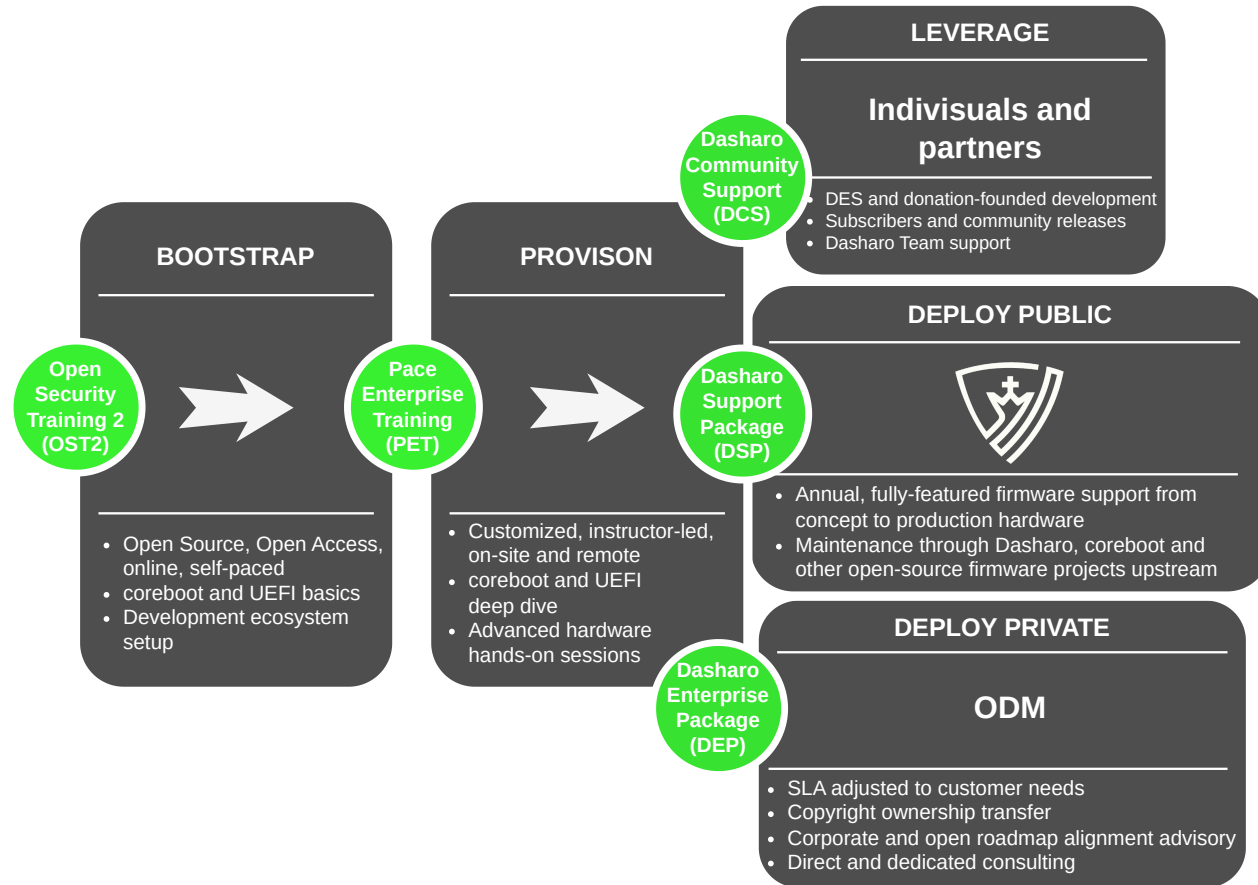 BOOTSTRAP
Open
Security
Training 2
(OST2)
• Open Source, Open Access,
online, self-paced
• coreboot and UEFI basics
• Development ecosystem
setup
PROVISON
Pace
Enterprise
Training
(PET)
• Customized, instructor-led,
on-site and remote
• coreboot and UEFI
deep dive
• Advanced hardware
hands-on sessions
LEVERAGE
Dasharo
Community
Support
(DCS)
Indivisuals and
partners
• DES and donation-founded development
• Subscribers and community releases
• Dasharo Team support
DEPLOY PUBLIC
Dasharo
Support
Package
(DSP)
• Annual, fully-featured firmware support from
concept to production hardware
• Maintenance through Dasharo, coreboot and
other open-source firmware projects upstream
DEPLOY PRIVATE
Dasharo
Enterprise
Package
(DEP)
ODM
• SLA adjusted to customer needs
• Copyright ownership transfer
• Corporate and open roadmap alignment advisory
• Direct and dedicated consulting